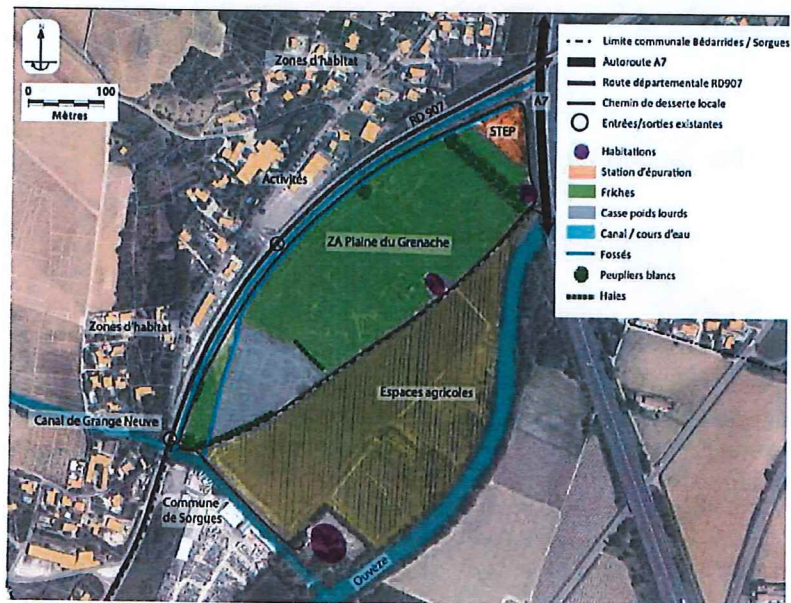 0 100
Mètres
Zones d'habitat
RD 907
A7
STEP
Activités
ZA Plaine du Grenache
Zones d'habitat
Espaces agricoles
Canal de Grange Neuve
Commune
de Sorgues
Ouvèze
Limite communale Bédarrides / Sorgues
Autoroute A7
Route départementale RD907
Chemin de desserte locale
Entrées/sorties existantes
Habitations
Station d'épuration
Friches
Casse poids lourds
Canal / cours d'eau
Fossés
Peupliers blancs
Haies